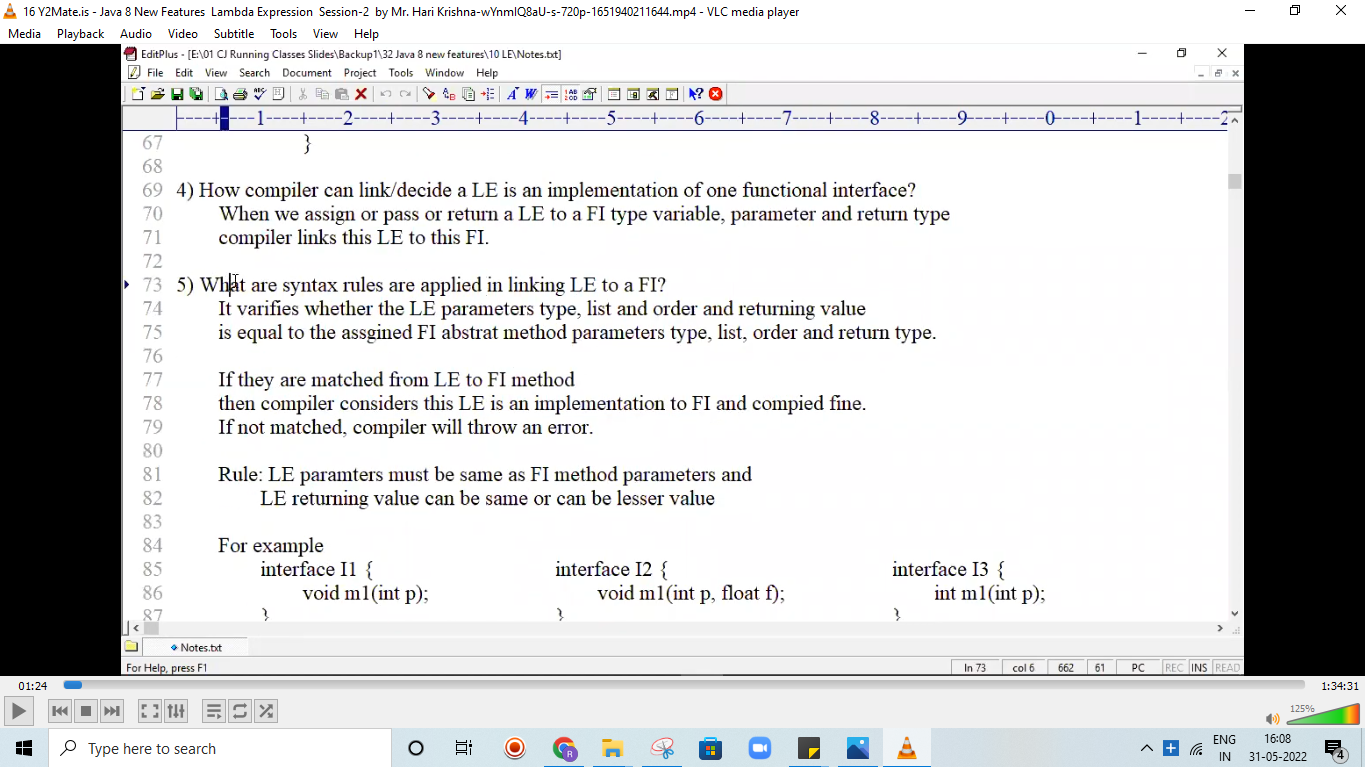 16 Y2Mate.is - Java 8 New Features  Lambda Expression  Session-2  by Mr. Hari Krishna-wYnmlQ8aU-s-720p-1651940211644.mp4 - VLC media player
Media Playback Audio Video Subtitle Tools View Help
EditPlus - [E:\01 CJ Running Classes Slides\Backup1\32 Java 8 new features\10 LE\Notes.txt]
File Edit View Search Document Project Tools Window Help
----+----1----+----2----+----3----+----4----+----5----+----6----+----7----+----8----+----9----+----0----+----1----+----2
67 }
68
69 4) How compiler can link/decide a LE is an implementation of one functional interface?
70 When we assign or pass or return a LE to a FI type variable, parameter and return type
71 compiler links this LE to this FI.
72
73 5) What are syntax rules are applied in linking LE to a FI?
74 It varifies whether the LE parameters type, list and order and returning value
75 is equal to the assgined FI abstrat method parameters type, list, order and return type.
76
77 If they are matched from LE to FI method
78 then compiler considers this LE is an implementation to FI and compied fine.
79 If not matched, compiler will throw an error.
80
81 Rule: LE paramters must be same as FI method parameters and
82 LE returning value can be same or can be lesser value
83
84 For example
85 interface I1 { interface I2 { interface I3 {
86 void m1(int p); void m1(int p, float f); int m1(int p);
87 } } }
Notes.txt
For Help, press F1 ln 73 col 6 662 61 PC REC INS READ
01:24 1:34:31
125%
Type here to search
ENG 16:08
IN 31-05-2022 4